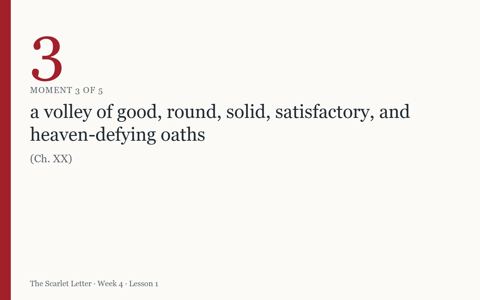 3
MOMENT 3 OF 5
a volley of good, round, solid, satisfactory, and
heaven-defying oaths
(Ch. XX)
The Scarlet Letter · Week 4 · Lesson 1